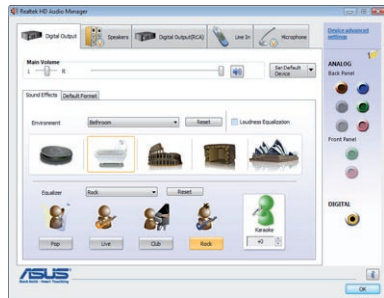 Realtek HD Audio Manager
Digital Output
Speakers
Digital Output(RCA)
Line In
Microphone
Device advanced settings
Main Volume
L
R
Set Default Device
ANALOG
Back Panel
Sound Effects
Default Format
Environment
Bathroom
Reset
Loudness Equalization
Front Panel
Equalizer
Rock
Reset
Pop
Live
Club
Rock
Karaoke
+2
DIGITAL
ASUS
OK